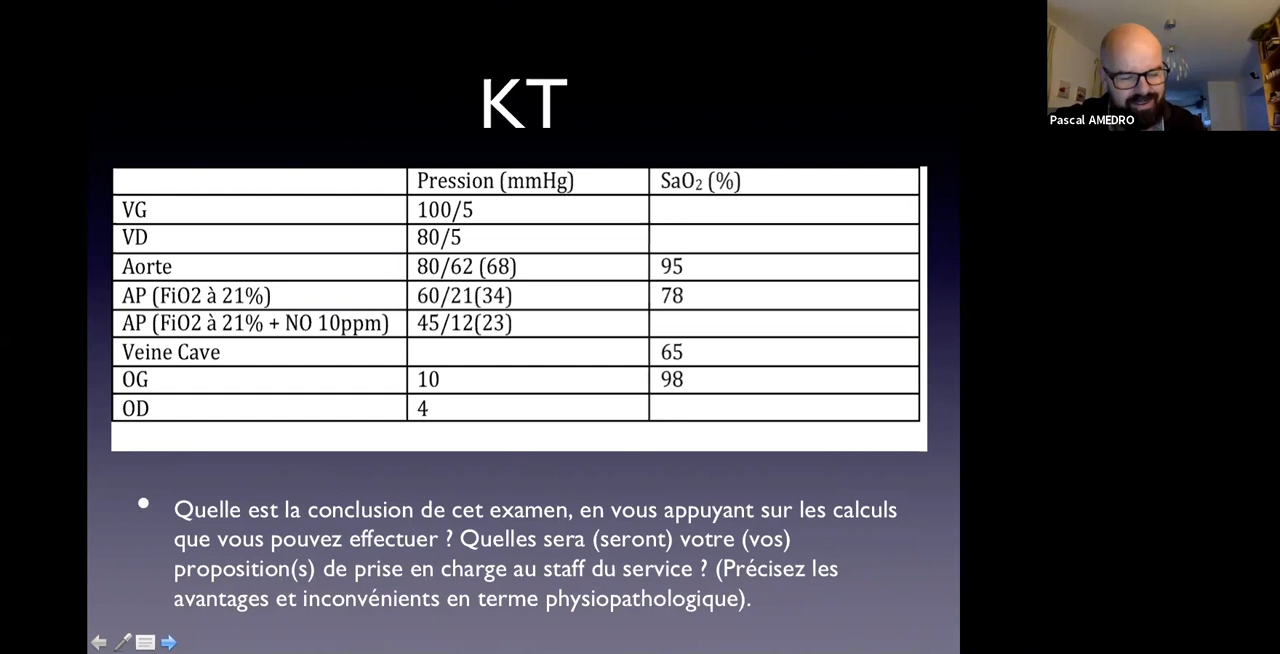 KT
Pascal AMEDRO
Pression (mmHg) SaO₂ (%)
VG 100/5
VD 80/5
Aorte 80/62 (68) 95
AP (FiO2 à 21%) 60/21(34) 78
AP (FiO2 à 21% + NO 10ppm) 45/12(23)
Veine Cave 65
OG 10 98
OD 4
• Quelle est la conclusion de cet examen, en vous appuyant sur les calculs
que vous pouvez effectuer ? Quelles sera (seront) votre (vos)
proposition(s) de prise en charge au staff du service ? (Précisez les
avantages et inconvénients en terme physiopathologique).